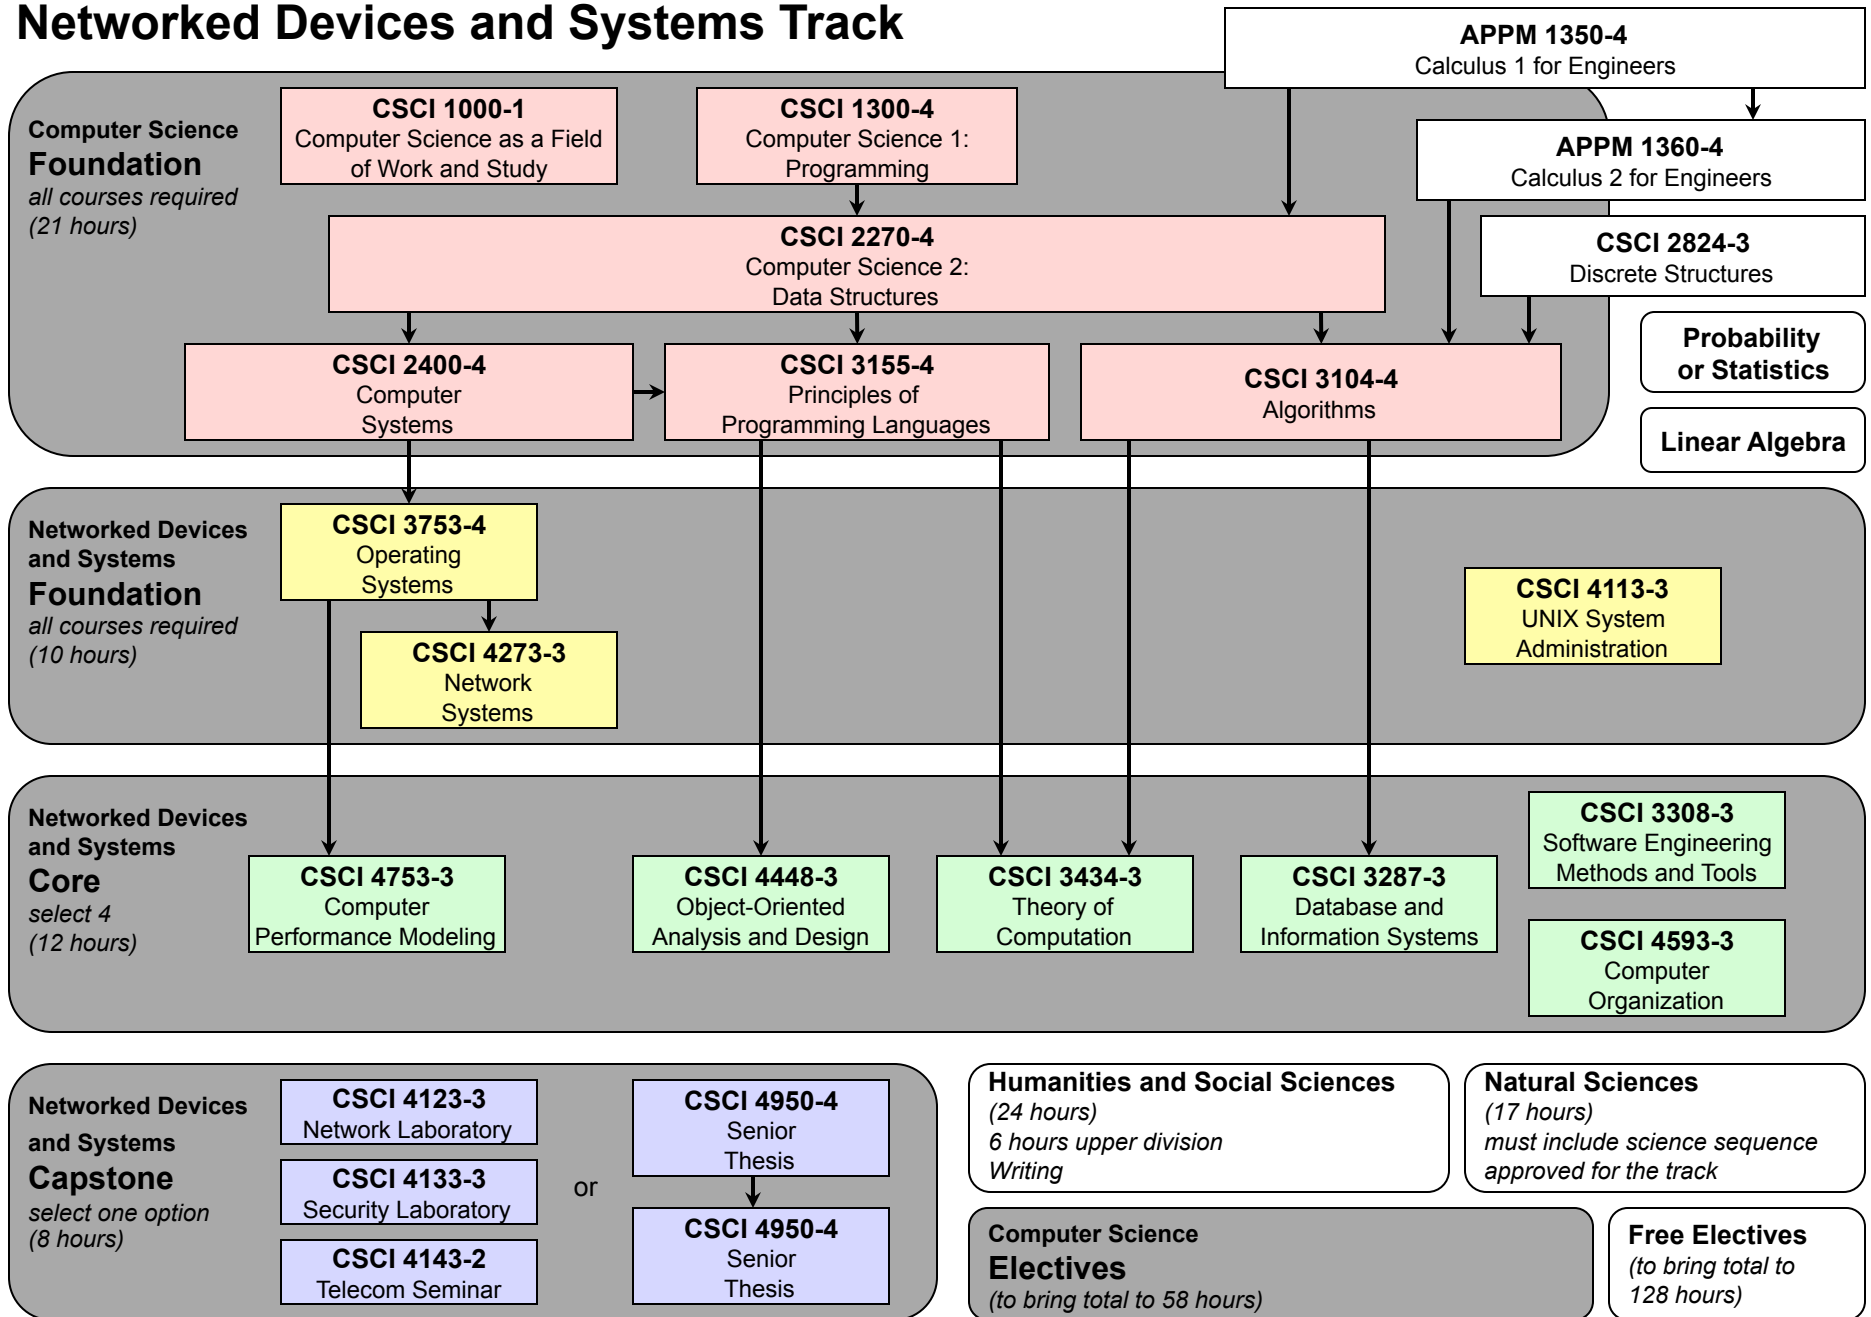 Networked Devices and Systems Track
APPM 1350-4
Calculus 1 for Engineers
Computer Science
Foundation
all courses required
(21 hours)
CSCI 1000-1
Computer Science as a Field
of Work and Study
CSCI 1300-4
Computer Science 1:
Programming
APPM 1360-4
Calculus 2 for Engineers
CSCI 2270-4
Computer Science 2:
Data Structures
CSCI 2824-3
Discrete Structures
CSCI 2400-4
Computer
Systems
CSCI 3155-4
Principles of
Programming Languages
CSCI 3104-4
Algorithms
Probability
or Statistics
Linear Algebra
Networked Devices
and Systems
Foundation
all courses required
(10 hours)
CSCI 3753-4
Operating
Systems
CSCI 4273-3
Network
Systems
CSCI 4113-3
UNIX System
Administration
Networked Devices
and Systems
Core
select 4
(12 hours)
CSCI 4753-3
Computer
Performance Modeling
CSCI 4448-3
Object-Oriented
Analysis and Design
CSCI 3434-3
Theory of
Computation
CSCI 3287-3
Database and
Information Systems
CSCI 3308-3
Software Engineering
Methods and Tools
CSCI 4593-3
Computer
Organization
Networked Devices
and Systems
Capstone
select one option
(8 hours)
CSCI 4123-3
Network Laboratory
CSCI 4133-3
Security Laboratory
CSCI 4143-2
Telecom Seminar
or
CSCI 4950-4
Senior
Thesis
CSCI 4950-4
Senior
Thesis
Humanities and Social Sciences
(24 hours)
6 hours upper division
Writing
Natural Sciences
(17 hours)
must include science sequence
approved for the track
Computer Science
Electives
(to bring total to 58 hours)
Free Electives
(to bring total to
128 hours)